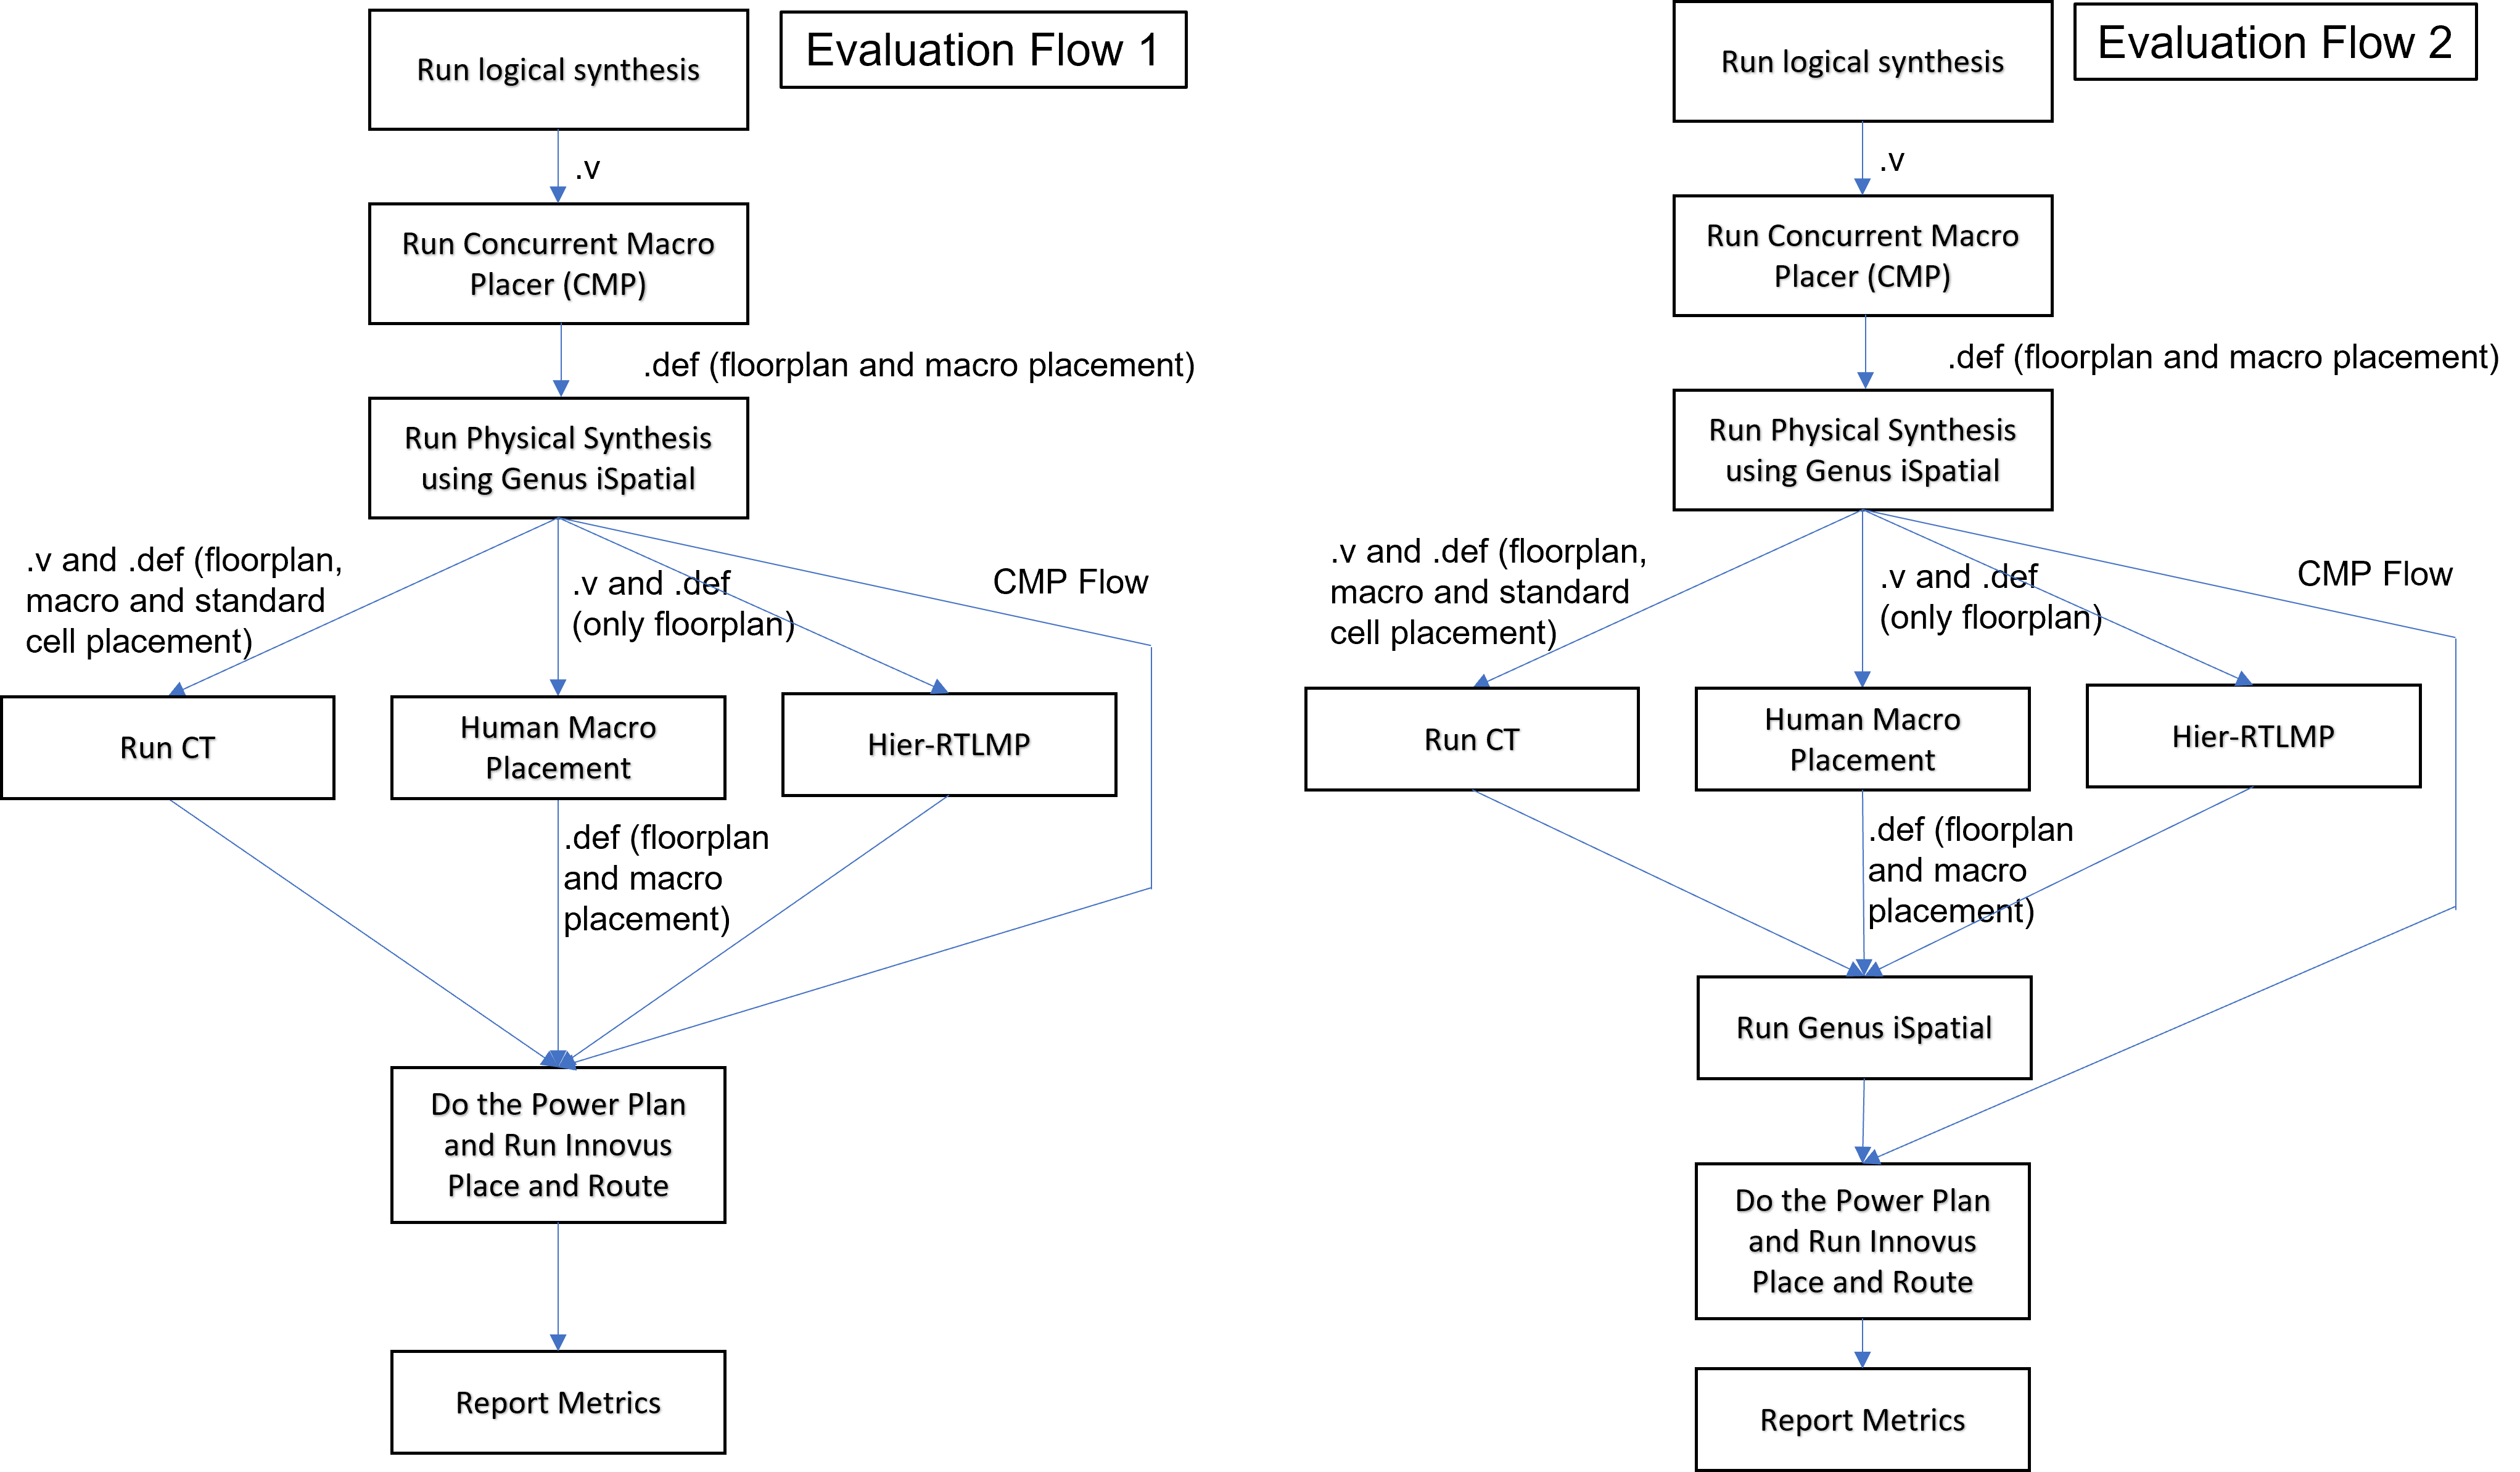 Run logical synthesis
Evaluation Flow 1
.v
Run Concurrent Macro
Placer (CMP)
.def (floorplan and macro placement)
Run Physical Synthesis
using Genus iSpatial
.v and .def (floorplan,
macro and standard
cell placement)
.v and .def
(only floorplan)
CMP Flow
Run CT
Human Macro
Placement
Hier-RTLMP
.def (floorplan
and macro
placement)
Do the Power Plan
and Run Innovus
Place and Route
Report Metrics
Run logical synthesis
Evaluation Flow 2
.v
Run Concurrent Macro
Placer (CMP)
.def (floorplan and macro placement)
Run Physical Synthesis
using Genus iSpatial
.v and .def (floorplan,
macro and standard
cell placement)
.v and .def
(only floorplan)
CMP Flow
Run CT
Human Macro
Placement
Hier-RTLMP
.def (floorplan
and macro
placement)
Run Genus iSpatial
Do the Power Plan
and Run Innovus
Place and Route
Report Metrics